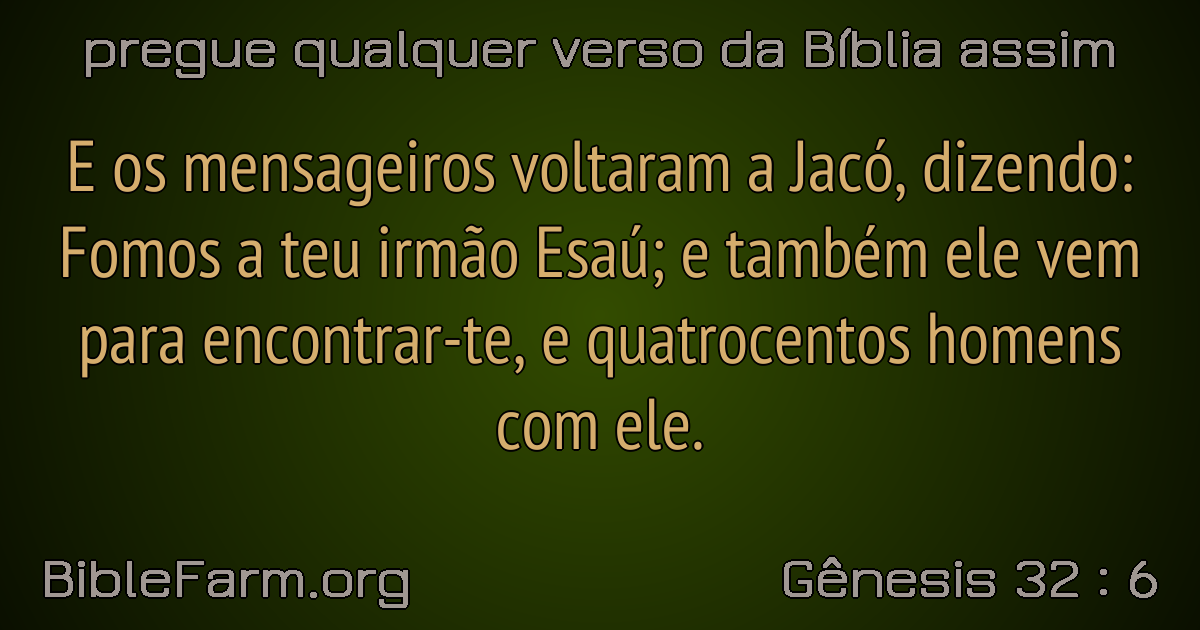 pregue qualquer verso da Bíblia assim
E os mensageiros voltaram a Jacó, dizendo:
Fomos a teu irmão Esaú; e também ele vem
para encontrar-te, e quatrocentos homens
com ele.
BibleFarm.org
Gênesis 32 : 6